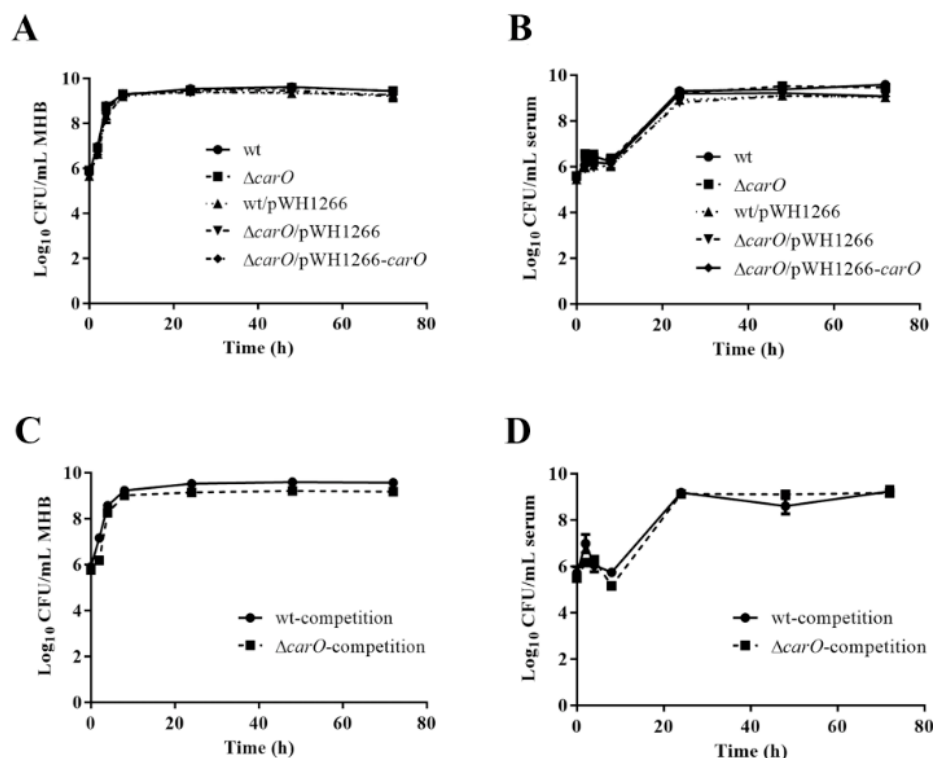 A
Log₁₀ CFU/mL MHB
10
8
6
4
2
0
0 20 40 60 80
Time (h)
wt
ΔcarO
wt/pWH1266
ΔcarO/pWH1266
ΔcarO/pWH1266-carO
B
Log₁₀ CFU/mL serum
10
8
6
4
2
0
0 20 40 60 80
Time (h)
wt
ΔcarO
wt/pWH1266
ΔcarO/pWH1266
ΔcarO/pWH1266-carO
C
Log₁₀ CFU/mL MHB
10
8
6
4
2
0
0 20 40 60 80
Time (h)
wt-competition
ΔcarO-competition
D
Log₁₀ CFU/mL serum
10
8
6
4
2
0
0 20 40 60 80
Time (h)
wt-competition
ΔcarO-competition